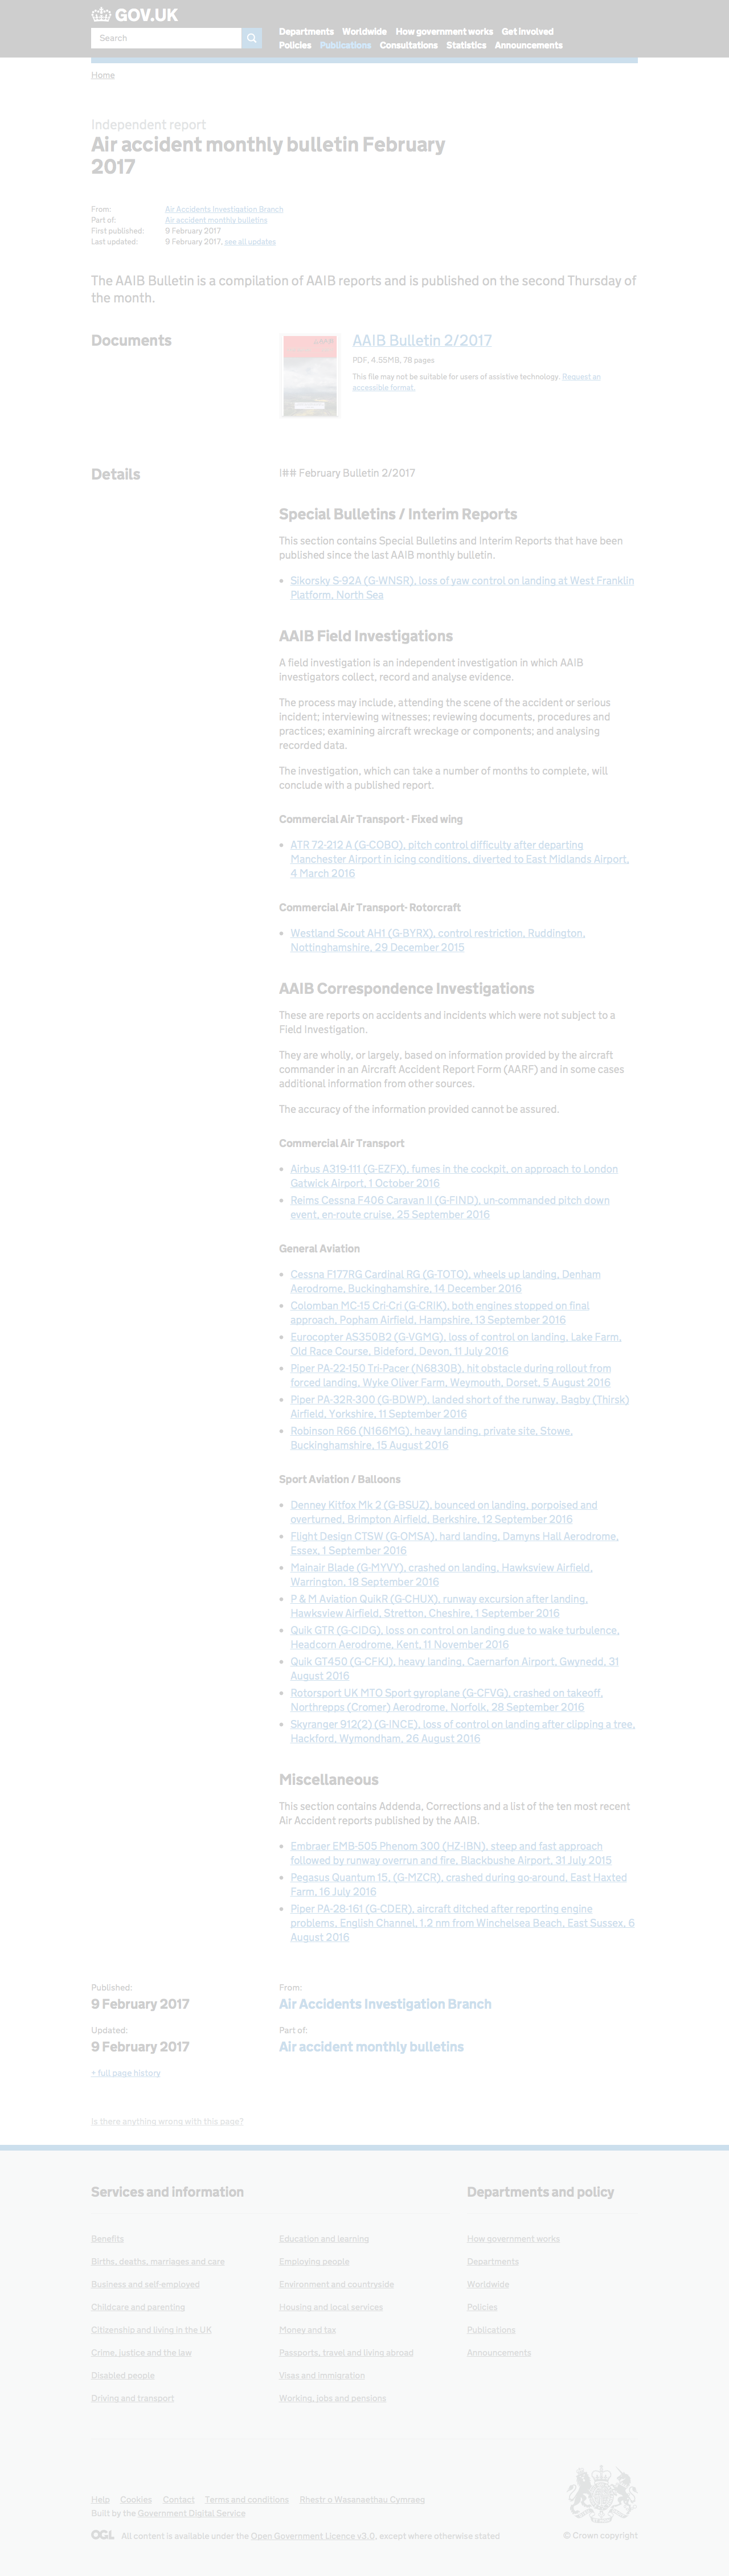 GOV.UK
Search
Departments Worldwide How government works Get involved
Policies Publications Consultations Statistics Announcements
Home
Independent report
Air accident monthly bulletin February
2017
From: Air Accidents Investigation Branch
Part of: Air accident monthly bulletins
First published: 9 February 2017
Last updated: 9 February 2017, see all updates
The AAIB Bulletin is a compilation of AAIB reports and is published on the second Thursday of
the month.
Documents
AAIB Bulletin 2/2017
PDF, 4.55MB, 78 pages
This file may not be suitable for users of assistive technology. Request an
accessible format.
Details
I## February Bulletin 2/2017
Special Bulletins / Interim Reports
This section contains Special Bulletins and Interim Reports that have been
published since the last AAIB monthly bulletin.
Sikorsky S-92A (G-WNSR), loss of yaw control on landing at West Franklin
Platform, North Sea
AAIB Field Investigations
A field investigation is an independent investigation in which AAIB
investigators collect, record and analyse evidence.
The process may include, attending the scene of the accident or serious
incident; interviewing witnesses; reviewing documents, procedures and
practices; examining aircraft wreckage or components; and analysing
recorded data.
The investigation, which can take a number of months to complete, will
conclude with a published report.
Commercial Air Transport - Fixed wing
ATR 72-212 A (G-COBO), pitch control difficulty after departing
Manchester Airport in icing conditions, diverted to East Midlands Airport,
4 March 2016
Commercial Air Transport- Rotorcraft
Westland Scout AH1 (G-BYRX), control restriction, Ruddington,
Nottinghamshire, 29 December 2015
AAIB Correspondence Investigations
These are reports on accidents and incidents which were not subject to a
Field Investigation.
They are wholly, or largely, based on information provided by the aircraft
commander in an Aircraft Accident Report Form (AARF) and in some cases
additional information from other sources.
The accuracy of the information provided cannot be assured.
Commercial Air Transport
Airbus A319-111 (G-EZFX), fumes in the cockpit, on approach to London
Gatwick Airport, 1 October 2016
Reims Cessna F406 Caravan II (G-FIND), un-commanded pitch down
event, en-route cruise, 25 September 2016
General Aviation
Cessna F177RG Cardinal RG (G-TOTO), wheels up landing, Denham
Aerodrome, Buckinghamshire, 14 December 2016
Colomban MC-15 Cri-Cri (G-CRIK), both engines stopped on final
approach, Popham Airfield, Hampshire, 13 September 2016
Eurocopter AS350B2 (G-VGMG), loss of control on landing, Lake Farm,
Old Race Course, Bideford, Devon, 11 July 2016
Piper PA-22-150 Tri-Pacer (N6830B), hit obstacle during rollout from
forced landing, Wyke Oliver Farm, Weymouth, Dorset, 5 August 2016
Piper PA-32R-300 (G-BDWP), landed short of the runway, Bagby (Thirsk)
Airfield, Yorkshire, 11 September 2016
Robinson R66 (N166MG), heavy landing, private site, Stowe,
Buckinghamshire, 15 August 2016
Sport Aviation / Balloons
Denney Kitfox Mk 2 (G-BSUZ), bounced on landing, porpoised and
overturned, Brimpton Airfield, Berkshire, 12 September 2016
Flight Design CTSW (G-OMSA), hard landing, Damyns Hall Aerodrome,
Essex, 1 September 2016
Mainair Blade (G-MYVY), crashed on landing, Hawksview Airfield,
Warrington, 18 September 2016
P & M Aviation QuikR (G-CHUX), runway excursion after landing,
Hawksview Airfield, Stretton, Cheshire, 1 September 2016
Quik GTR (G-CIDG), loss on control on landing due to wake turbulence,
Headcorn Aerodrome, Kent, 11 November 2016
Quik GT450 (G-CFKJ), heavy landing, Caernarfon Airport, Gwynedd, 31
August 2016
Rotorsport UK MTO Sport gyroplane (G-CFVG), crashed on takeoff,
Northrepps (Cromer) Aerodrome, Norfolk, 28 September 2016
Skyranger 912(2) (G-INCE), loss of control on landing after clipping a tree,
Hackford, Wymondham, 26 August 2016
Miscellaneous
This section contains Addenda, Corrections and a list of the ten most recent
Air Accident reports published by the AAIB.
Embraer EMB-505 Phenom 300 (HZ-IBN), steep and fast approach
followed by runway overrun and fire, Blackbushe Airport, 31 July 2015
Pegasus Quantum 15, (G-MZCR), crashed during go-around, East Haxted
Farm, 16 July 2016
Piper PA-28-161 (G-CDER), aircraft ditched after reporting engine
problems, English Channel, 1.2 nm from Winchelsea Beach, East Sussex, 6
August 2016
Published: From:
9 February 2017 Air Accidents Investigation Branch
Updated: Part of:
9 February 2017 Air accident monthly bulletins
+ full page history
Is there anything wrong with this page?
Services and information Departments and policy
Benefits Education and learning How government works
Births, deaths, marriages and care Employing people Departments
Business and self-employed Environment and countryside Worldwide
Childcare and parenting Housing and local services Policies
Citizenship and living in the UK Money and tax Publications
Crime, justice and the law Passports, travel and living abroad Announcements
Disabled people Visas and immigration
Driving and transport Working, jobs and pensions
Help Cookies Contact Terms and conditions Rhestr o Wasanaethau Cymraeg
Built by the Government Digital Service
OGL All content is available under the Open Government Licence v3.0, except where otherwise stated
© Crown copyright